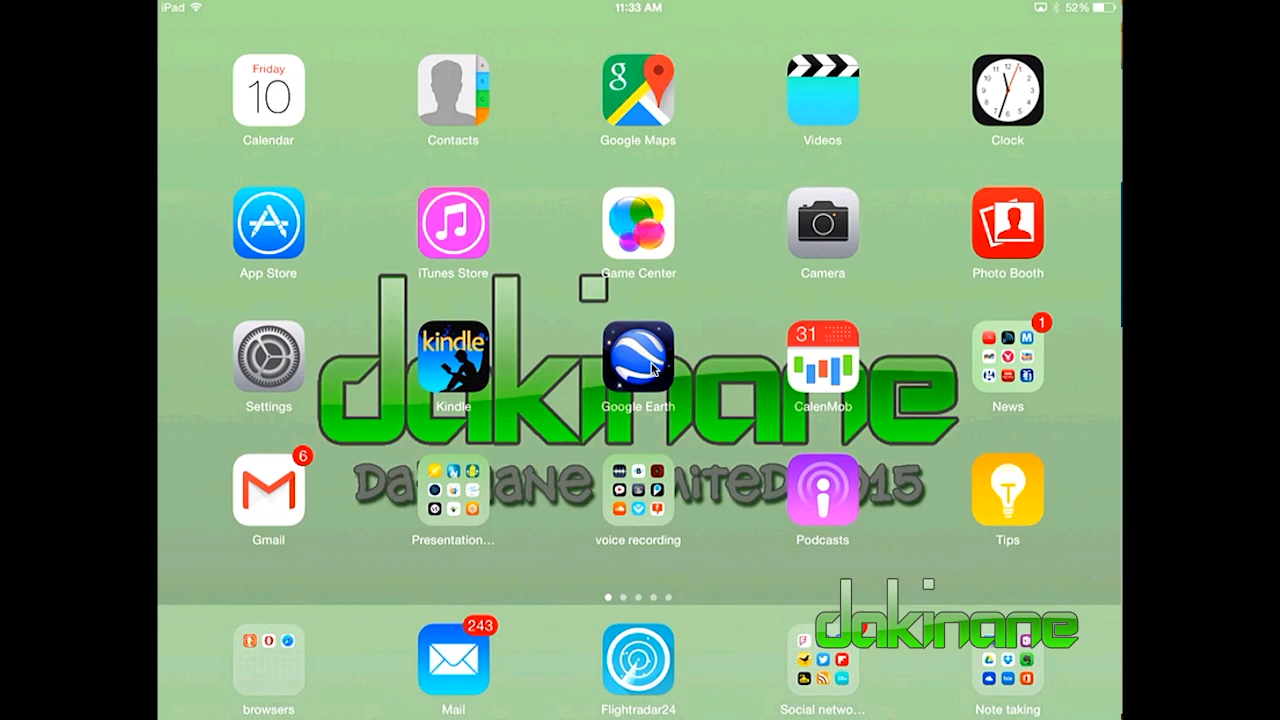 iPad 11:33 AM 52%
Friday
10
31
kindle
Calendar Contacts Google Maps Videos Clock
App Store iTunes Store Game Center Camera Photo Booth
1
Settings Kindle Google Earth CalenMob News
dakinane
6
Gmail Presentation... voice recording Podcasts Tips
243
dakinane
browsers Mail Flightradar24 Social netwo... Note taking